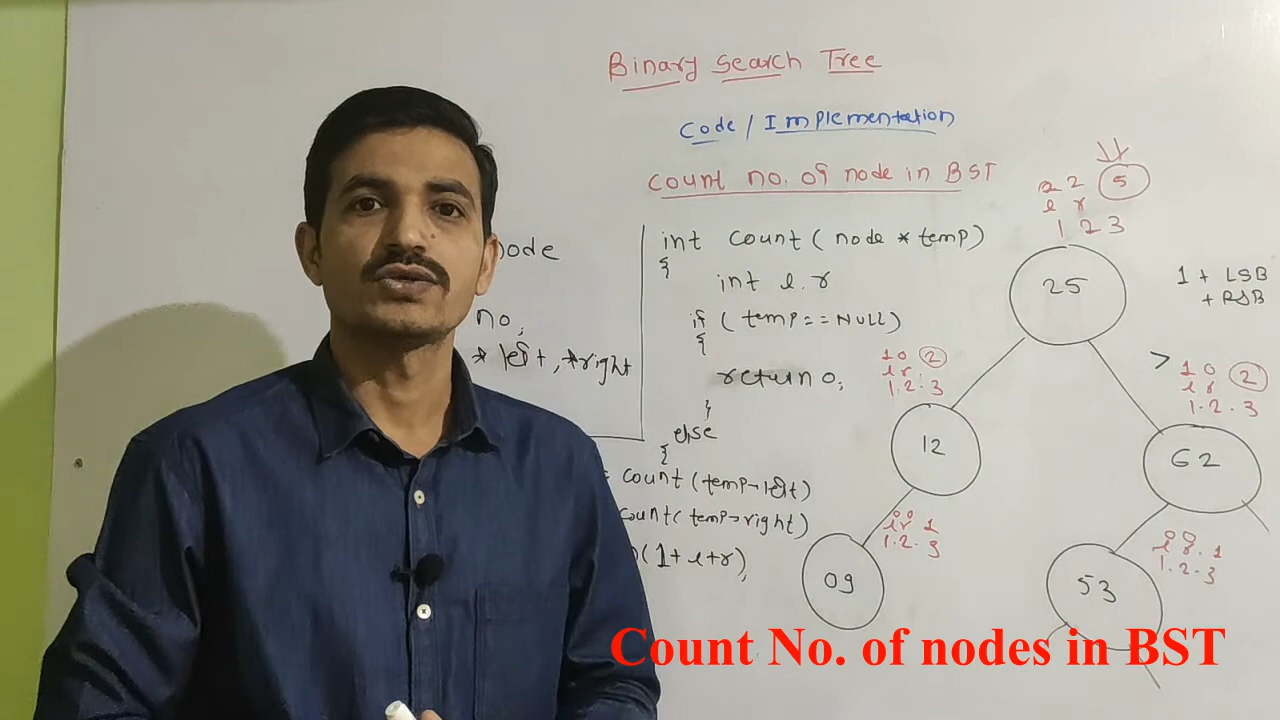 Binary Search Tree
Code / Implementation
Count no. of node in BST
node
no;
* left, *right
int count( node * temp)
{
int l, r
if ( temp == NULL)
{
return 0;
}
else
{
= count (temp→left)
count( temp→right)
(1+ l+r);
2 2 5
l r
1 2 3
25
1 + LSB
+ RSB
1 0 2
l r
1. 2. 3
12
> 1 0 2
l r
1. 2. 3
62
0 0 1
l r
1. 2. 3
09
0 0. 1
l r
1. 2. 3
53
Count No. of nodes in BST